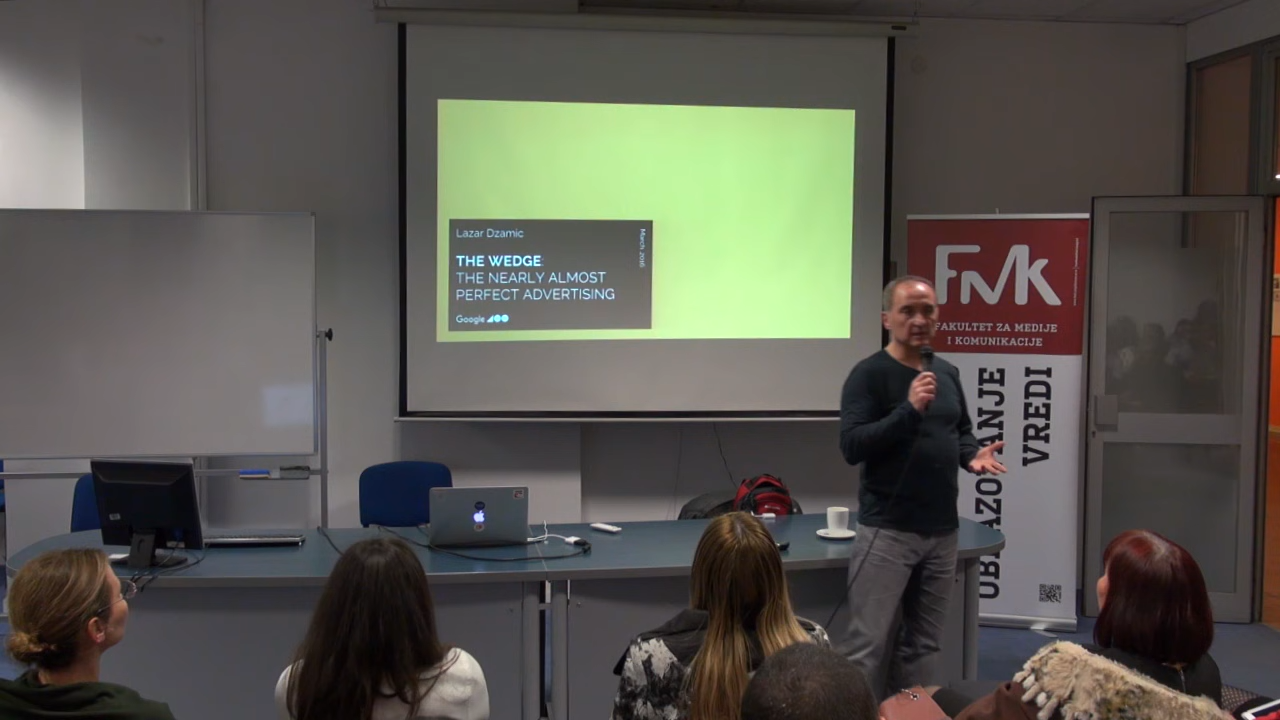 Lazar Dzamic
March 2016
THE WEDGE:
THE NEARLY ALMOST
PERFECT ADVERTISING
Google
FMK
FAKULTET ZA MEDIJE
I KOMUNIKACIJE
VREDI